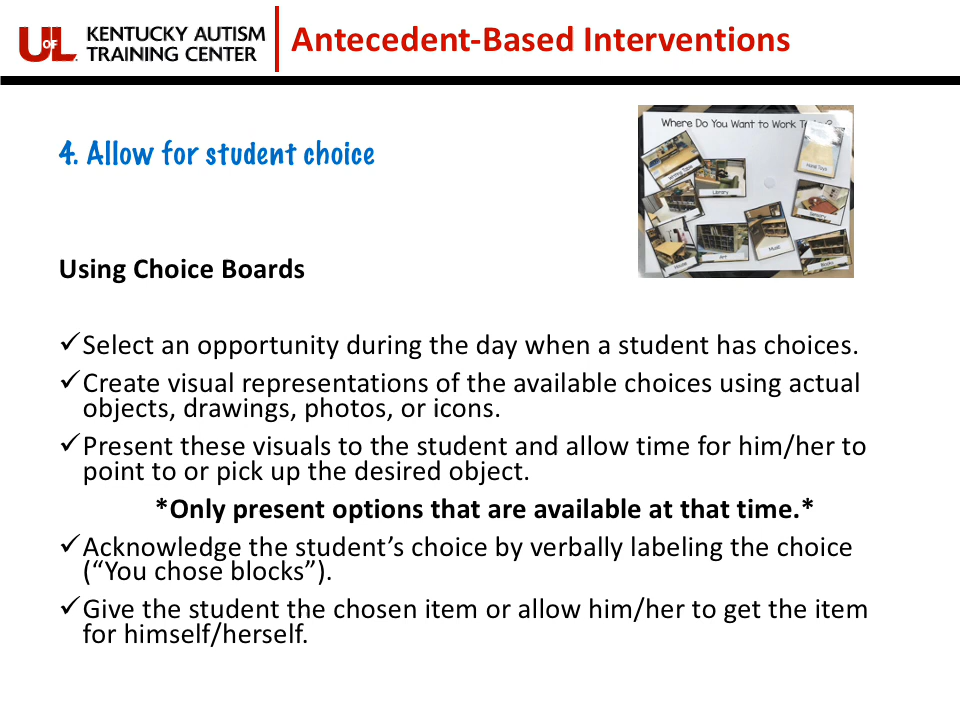 UofL KENTUCKY AUTISM
TRAINING CENTER
Antecedent-Based Interventions
4. Allow for student choice
Where Do You Want to Work
Writing Table
Library
Sensory
House
Art
Music
Books
Using Choice Boards
✓Select an opportunity during the day when a student has choices.
✓Create visual representations of the available choices using actual
objects, drawings, photos, or icons.
✓Present these visuals to the student and allow time for him/her to
point to or pick up the desired object.
*Only present options that are available at that time.*
✓Acknowledge the student’s choice by verbally labeling the choice
(“You chose blocks”).
✓Give the student the chosen item or allow him/her to get the item
for himself/herself.